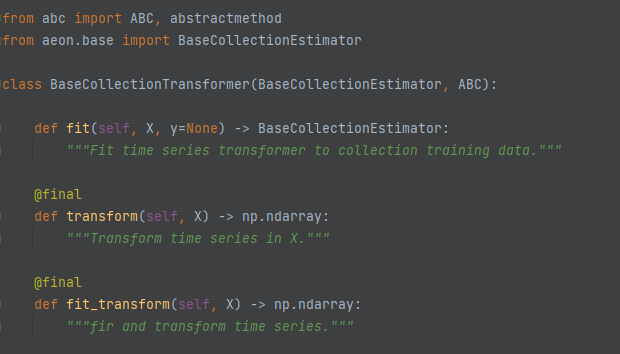 from abc import ABC, abstractmethod
from aeon.base import BaseCollectionEstimator
class BaseCollectionTransformer(BaseCollectionEstimator, ABC):
def fit(self, X, y=None) -> BaseCollectionEstimator:
"""Fit time series transformer to collection training data."""
@final
def transform(self, X) -> np.ndarray:
"""Transform time series in X."""
@final
def fit_transform(self, X) -> np.ndarray:
"""fir and transform time series."""